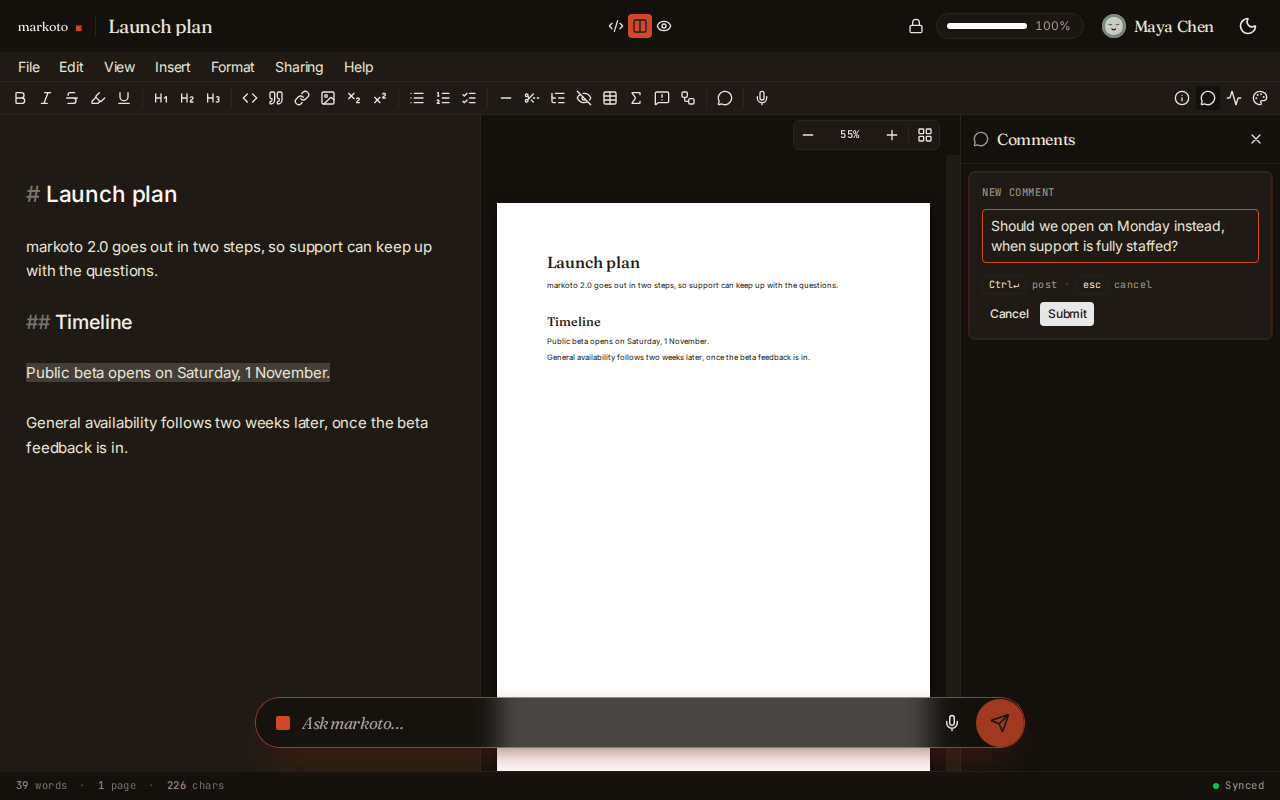 markoto
Launch plan
100%
Maya Chen
File Edit View Insert Format Sharing Help
B I S U H1 H2 H3 x2 x2 Σ
55%
Comments
# Launch plan
markoto 2.0 goes out in two steps, so support can keep up
with the questions.
## Timeline
Public beta opens on Saturday, 1 November.
General availability follows two weeks later, once the beta
feedback is in.
Launch plan
markoto 2.0 goes out in two steps, so support can keep up with the questions.
Timeline
Public beta opens on Saturday, 1 November.
General availability follows two weeks later, once the beta feedback is in.
NEW COMMENT
Should we open on Monday instead,
when support is fully staffed?
Ctrl↵ post · esc cancel
Cancel Submit
Ask markoto...
39 words · 1 page · 226 chars
Synced